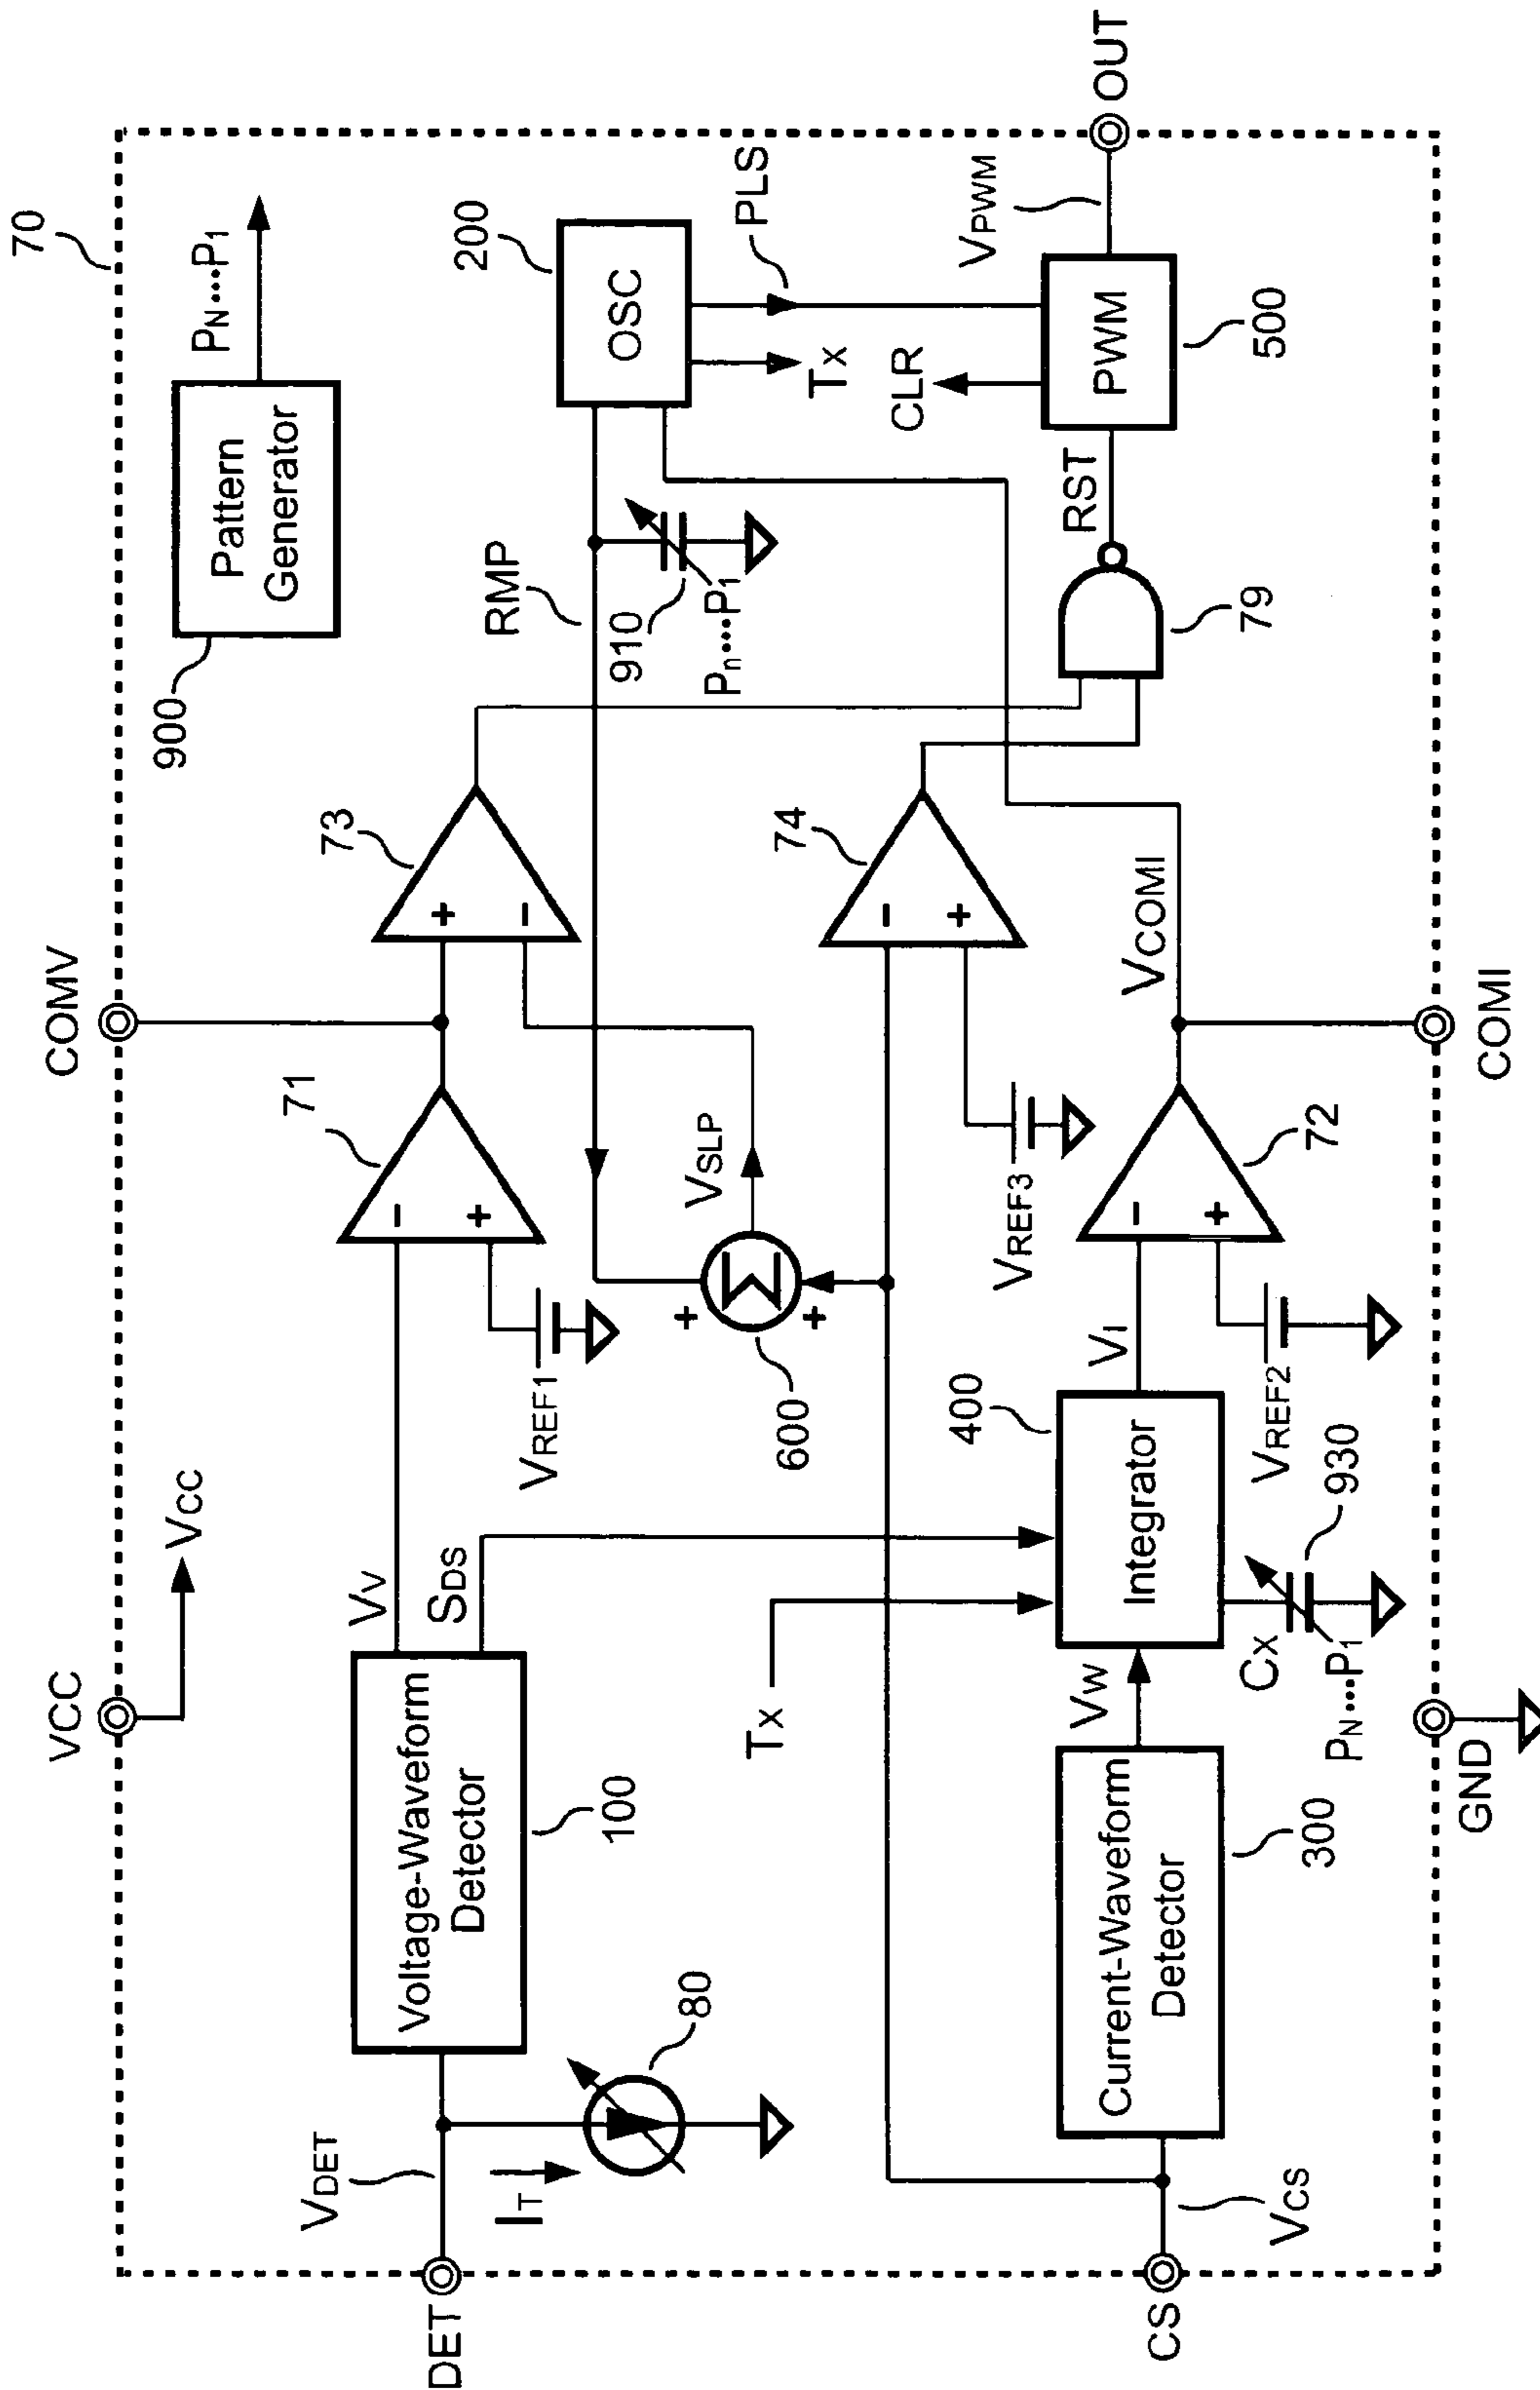 70
VCC
Vcc
COMV
900
Pattern
Generator
PN...P1
VDET
DET
IT
80
Voltage-Waveform
Detector
100
VV
SDS
VREF1
-
+
71
+
-
73
RMP
910
Pn...P1
200
OSC
PLS
TX
CLR
VSLP
+
Σ
+
600
TX
-
+
74
VREF3
79
RST
PWM
500
VPWM
OUT
CS
VCS
Current-Waveform
Detector
300
VW
Integrator
400
CX
PN...P1
930
VI
VREF2
-
+
72
VCOMI
COMI
GND